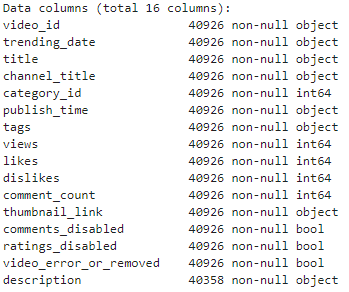 Data columns (total 16 columns):
video_id 40926 non-null object
trending_date 40926 non-null object
title 40926 non-null object
channel_title 40926 non-null object
category_id 40926 non-null int64
publish_time 40926 non-null object
tags 40926 non-null object
views 40926 non-null int64
likes 40926 non-null int64
dislikes 40926 non-null int64
comment_count 40926 non-null int64
thumbnail_link 40926 non-null object
comments_disabled 40926 non-null bool
ratings_disabled 40926 non-null bool
video_error_or_removed 40926 non-null bool
description 40358 non-null object